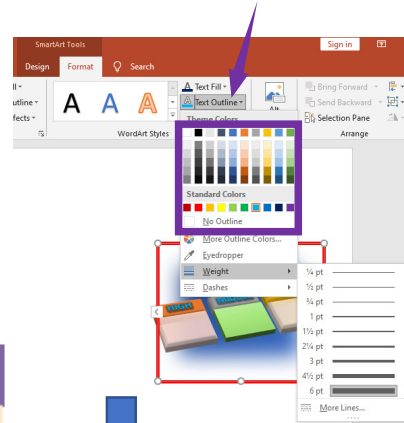 SmartArt Tools
Sign in
Design Format Search
Text Fill
Text Outline
Bring Forward
Send Backward
Selection Pane
WordArt Styles
Arrange
Theme Colors
Standard Colors
No Outline
More Outline Colors...
Eyedropper
Weight
Dashes
¼ pt
½ pt
¾ pt
1 pt
1½ pt
2¼ pt
3 pt
4½ pt
6 pt
More Lines...
A A A
HIGH